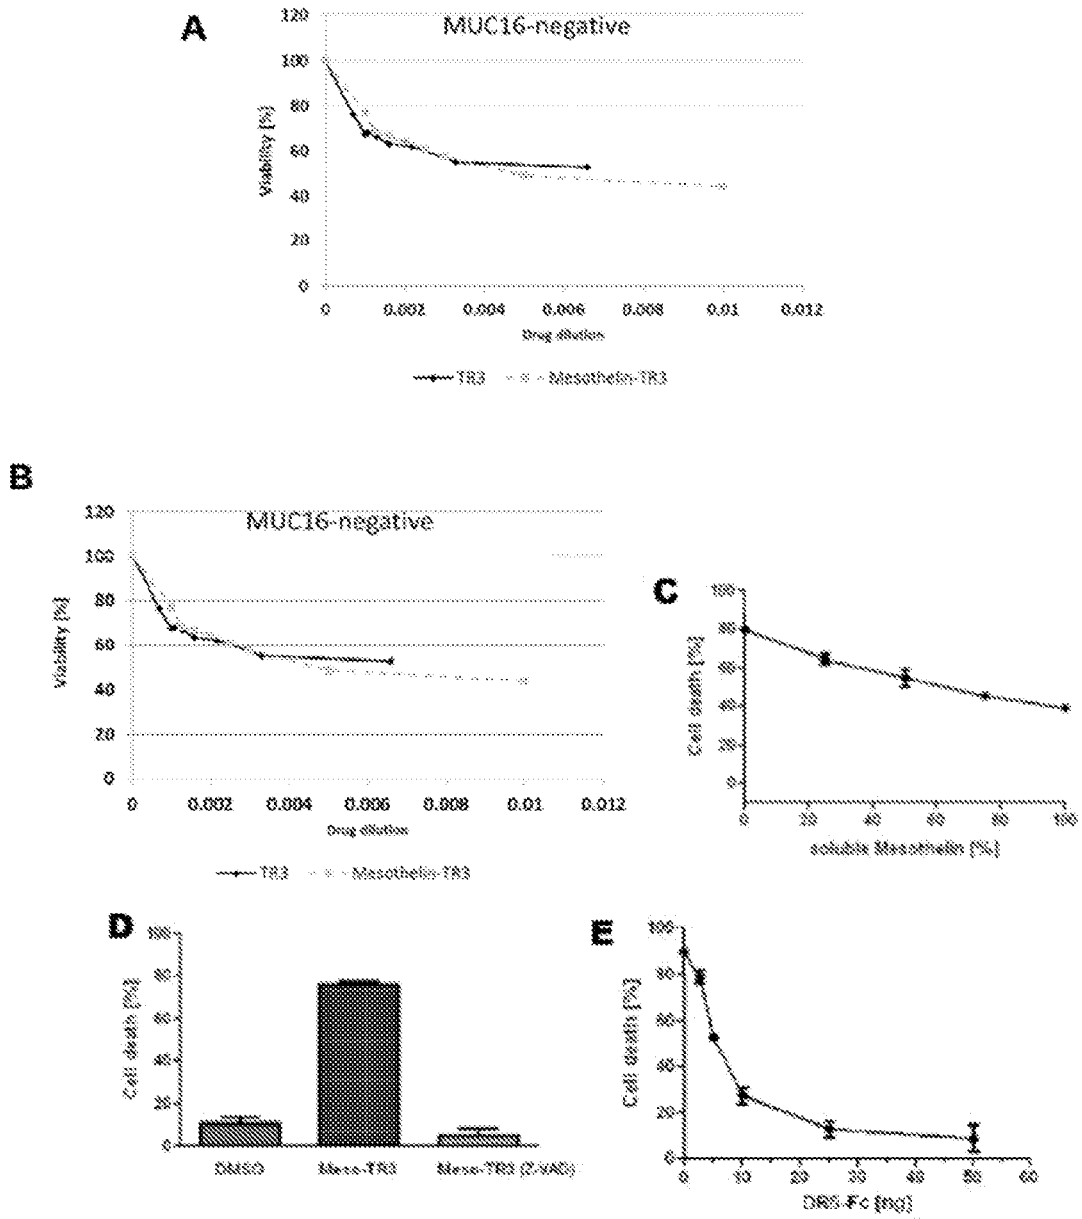 A
MUC16-negative
120
100
80
60
40
20
0
Viability [%]
0 0.002 0.004 0.006 0.008 0.01 0.012
Drug dilution
TR3 Mesothelin-TR3
B
MUC16-negative
120
100
80
60
40
20
0
Viability [%]
0 0.002 0.004 0.006 0.008 0.01 0.012
Drug dilution
TR3 Mesothelin-TR3
C
100
80
60
40
20
0
Cell death [%]
0 20 40 60 80 100
soluble Mesothelin [%]
D
100
80
60
40
20
0
Cell death [%]
DMSO Meso-TR3 Meso-TR3 (Z-VAD)
E
100
80
60
40
20
0
Cell death [%]
0 10 20 30 40 50 60
DR5-Fc [ng]